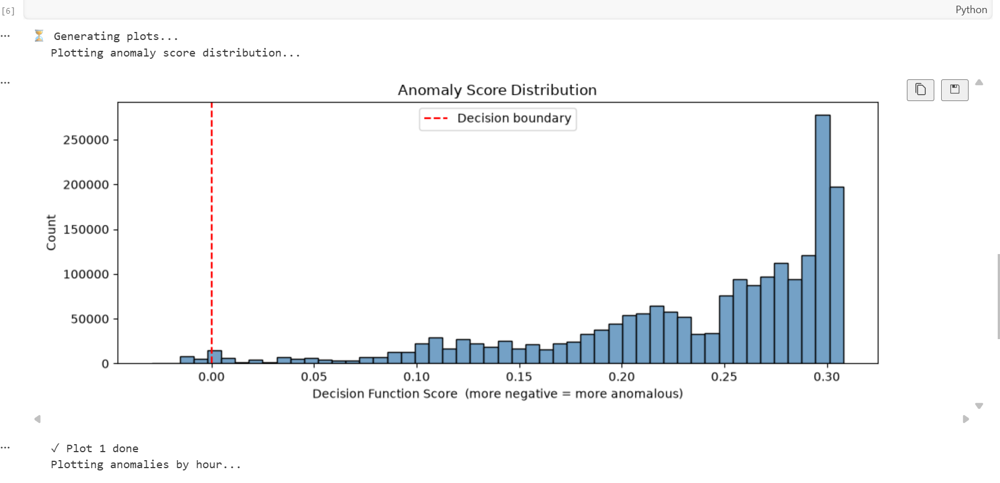 [6]
Python
... ⏳ Generating plots...
Plotting anomaly score distribution...
...
Anomaly Score Distribution
Decision boundary
250000
200000
150000
100000
50000
0
Count
0.00 0.05 0.10 0.15 0.20 0.25 0.30
Decision Function Score (more negative = more anomalous)
... ✓ Plot 1 done
Plotting anomalies by hour...